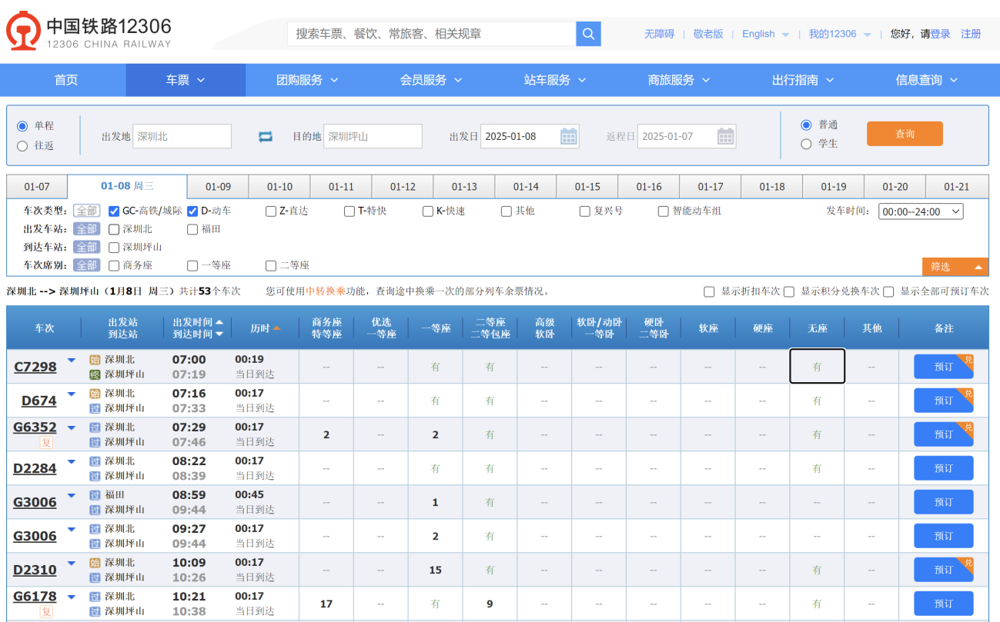 中国铁路12306
12306 CHINA RAILWAY
搜索车票、餐饮、常旅客、相关规章
无障碍 | 敬老版 | English | 我的12306 | 您好，请登录 注册
首页 车票 团购服务 会员服务 站车服务 商旅服务 出行指南 信息查询
单程
往返
出发地 深圳北 目的地 深圳坪山 出发日 2025-01-08 返程日 2025-01-07
普通
学生
查询
01-07 01-08 周三 01-09 01-10 01-11 01-12 01-13 01-14 01-15 01-16 01-17 01-18 01-19 01-20 01-21
车次类型： 全部 GC-高铁/城际 D-动车 Z-直达 T-特快 K-快速 其他 复兴号 智能动车组 发车时间： 00:00--24:00
出发车站： 全部 深圳北 福田
到达车站： 全部 深圳坪山
车次席别： 全部 商务座 一等座 二等座
筛选
深圳北 --> 深圳坪山（1月8日 周三）共计53个车次 您可使用中转换乘功能，查询途中换乘一次的部分列车余票情况。 显示折扣车次 显示积分兑换车次 显示全部可预订车次
车次 出发站 到达站 出发时间 到达时间 历时 商务座 特等座 优选 一等座 一等座 二等座 二等包座 高级 软卧 软卧/动卧 一等卧 硬卧 二等卧 软座 硬座 无座 其他 备注
C7298 始 深圳北 07:00 00:19 -- -- 有 有 -- -- -- -- -- 有 -- 预订 兑
终 深圳坪山 07:19 当日到达
D674 始 深圳北 07:16 00:17 -- -- 有 有 -- -- -- -- -- 有 -- 预订 兑
过 深圳坪山 07:33 当日到达
G6352 过 深圳北 07:29 00:17 2 -- 2 有 -- -- -- -- -- 有 -- 预订 兑
复 过 深圳坪山 07:46 当日到达
D2284 过 深圳北 08:22 00:17 -- -- 有 有 -- -- -- -- -- 有 -- 预订
过 深圳坪山 08:39 当日到达
G3006 过 福田 08:59 00:45 -- -- 1 有 -- -- -- -- -- -- -- 预订
过 深圳坪山 09:44 当日到达
G3006 过 深圳北 09:27 00:17 -- -- 2 有 -- -- -- -- -- -- -- 预订
过 深圳坪山 09:44 当日到达
D2310 始 深圳北 10:09 00:17 -- -- 15 有 -- -- -- -- -- 有 -- 预订 兑
过 深圳坪山 10:26 当日到达
G6178 过 深圳北 10:21 00:17 17 -- 有 9 -- -- -- -- -- 有 -- 预订
复 过 深圳坪山 10:38 当日到达